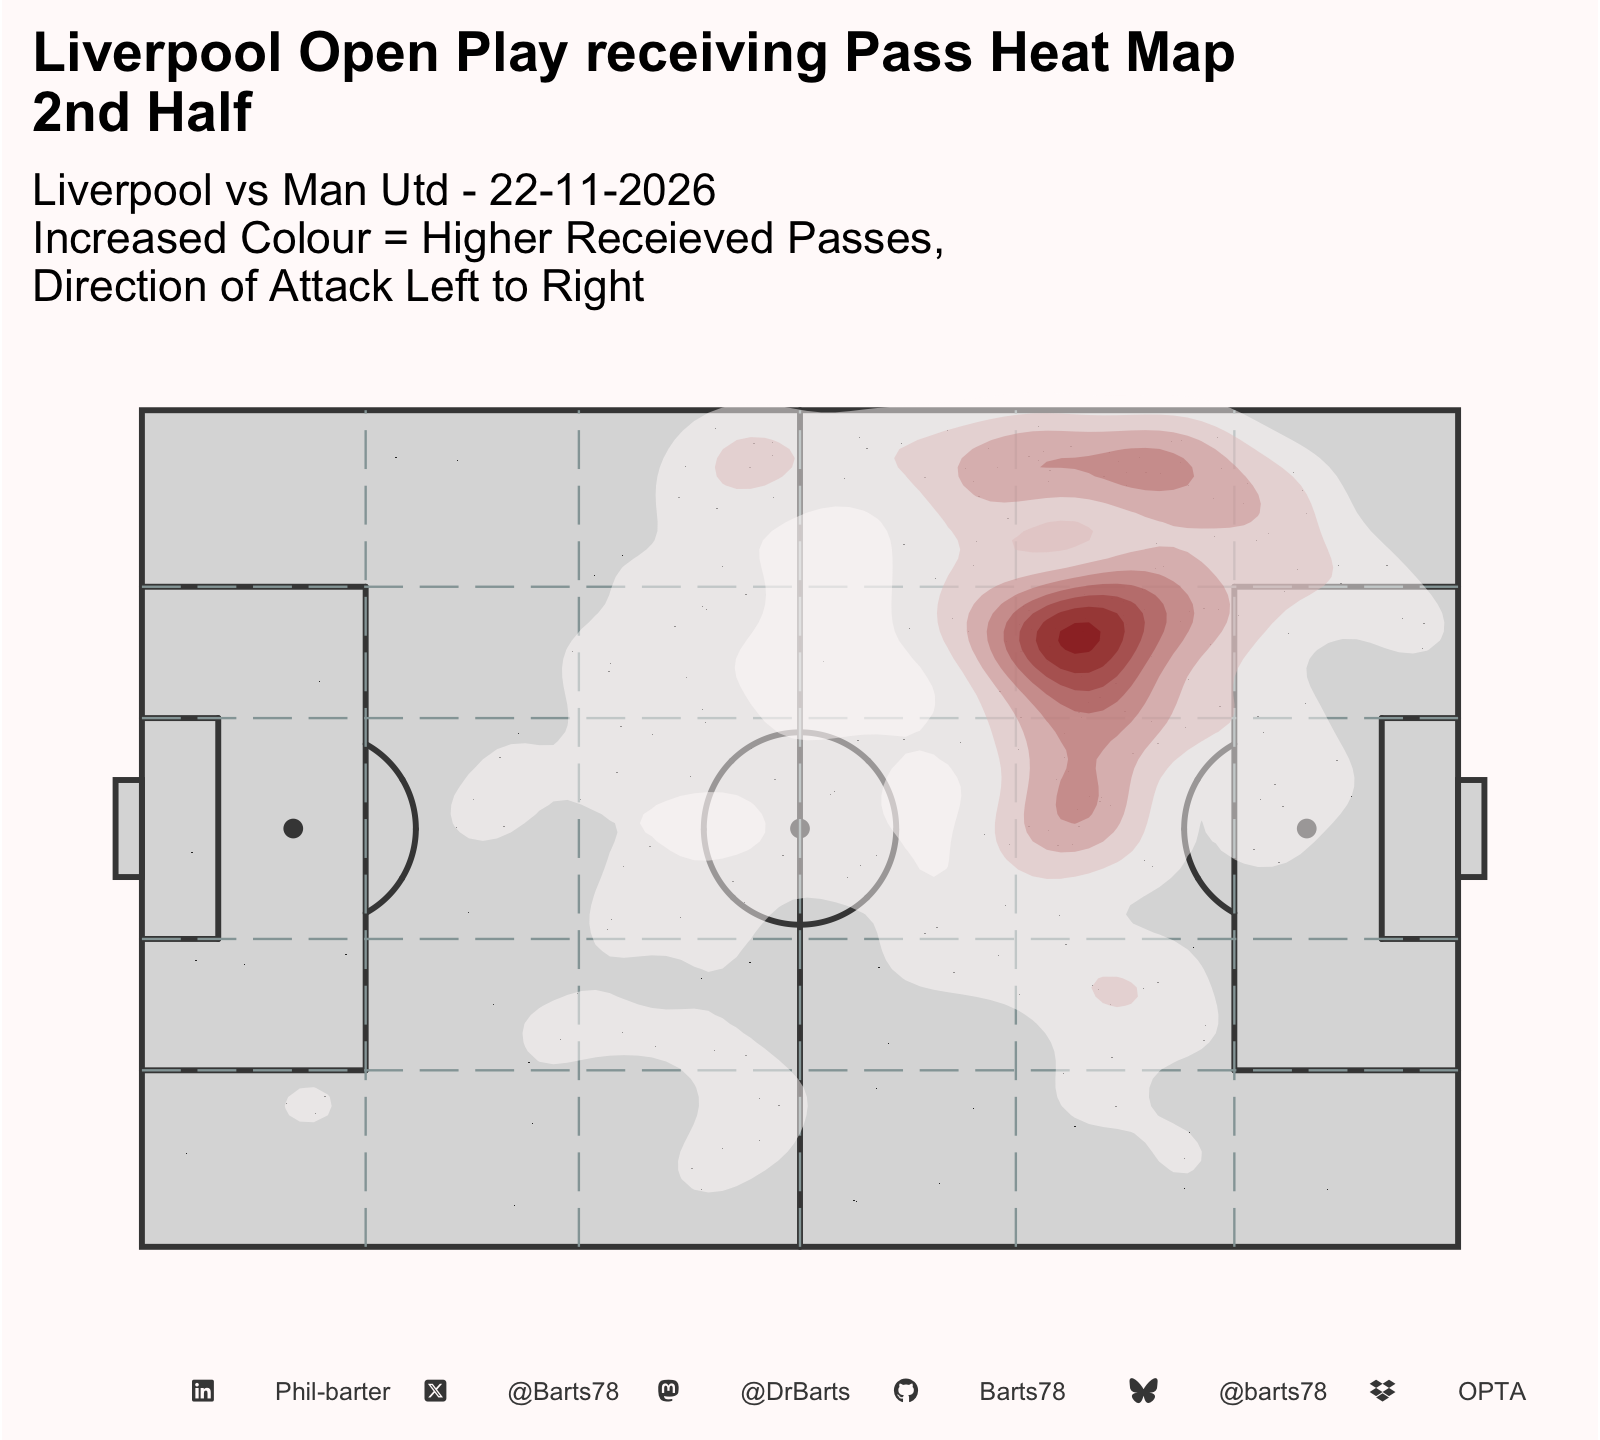 Liverpool Open Play receiving Pass Heat Map
2nd Half
Liverpool vs Man Utd - 22-11-2026
Increased Colour = Higher Receieved Passes,
Direction of Attack Left to Right
Phil-barter @Barts78 @DrBarts Barts78 @barts78 OPTA